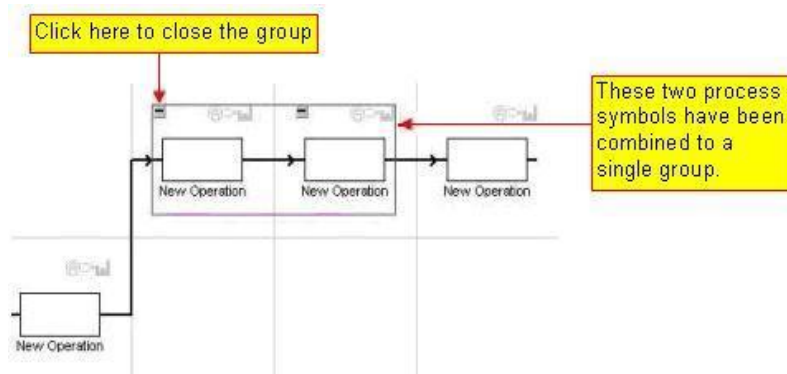 Click here to close the group
These two process
symbols have been
combined to a
single group.
New Operation
New Operation
New Operation
New Operation